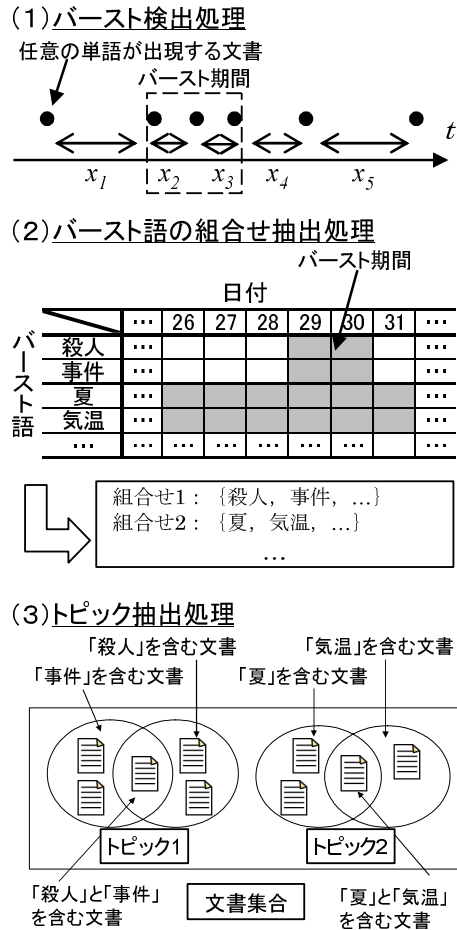 (1)バースト検出処理
任意の単語が出現する文書
バースト期間
t
x1 x2 x3 x4 x5
(2)バースト語の組合せ抽出処理
バースト期間
日付
… 26 27 28 29 30 31 …
バースト語
殺人 … …
事件 … …
夏 … …
気温 … …
… … … … … … … … …
組合せ1: {殺人, 事件, …}
組合せ2: {夏, 気温, …}
…
(3)トピック抽出処理
「殺人」を含む文書
「気温」を含む文書
「事件」を含む文書
「夏」を含む文書
トピック1
トピック2
「殺人」と「事件」
を含む文書
文書集合
「夏」と「気温」
を含む文書